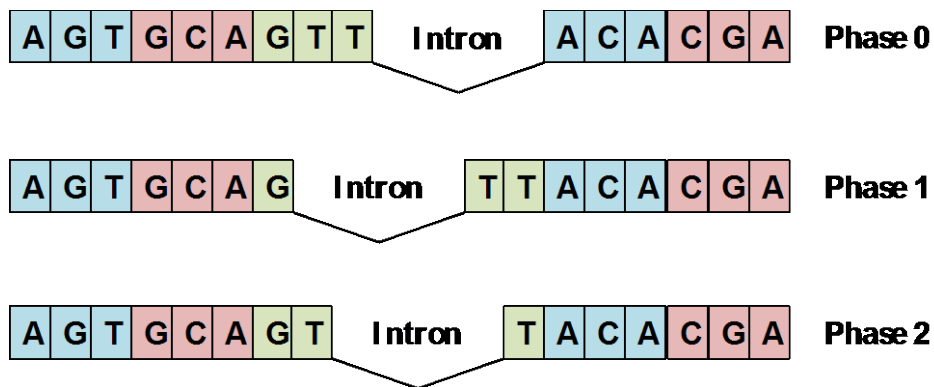 A G T G C A G T T Intron A C A C G A Phase 0
A G T G C A G Intron T T A C A C G A Phase 1
A G T G C A G T Intron T A C A C G A Phase 2